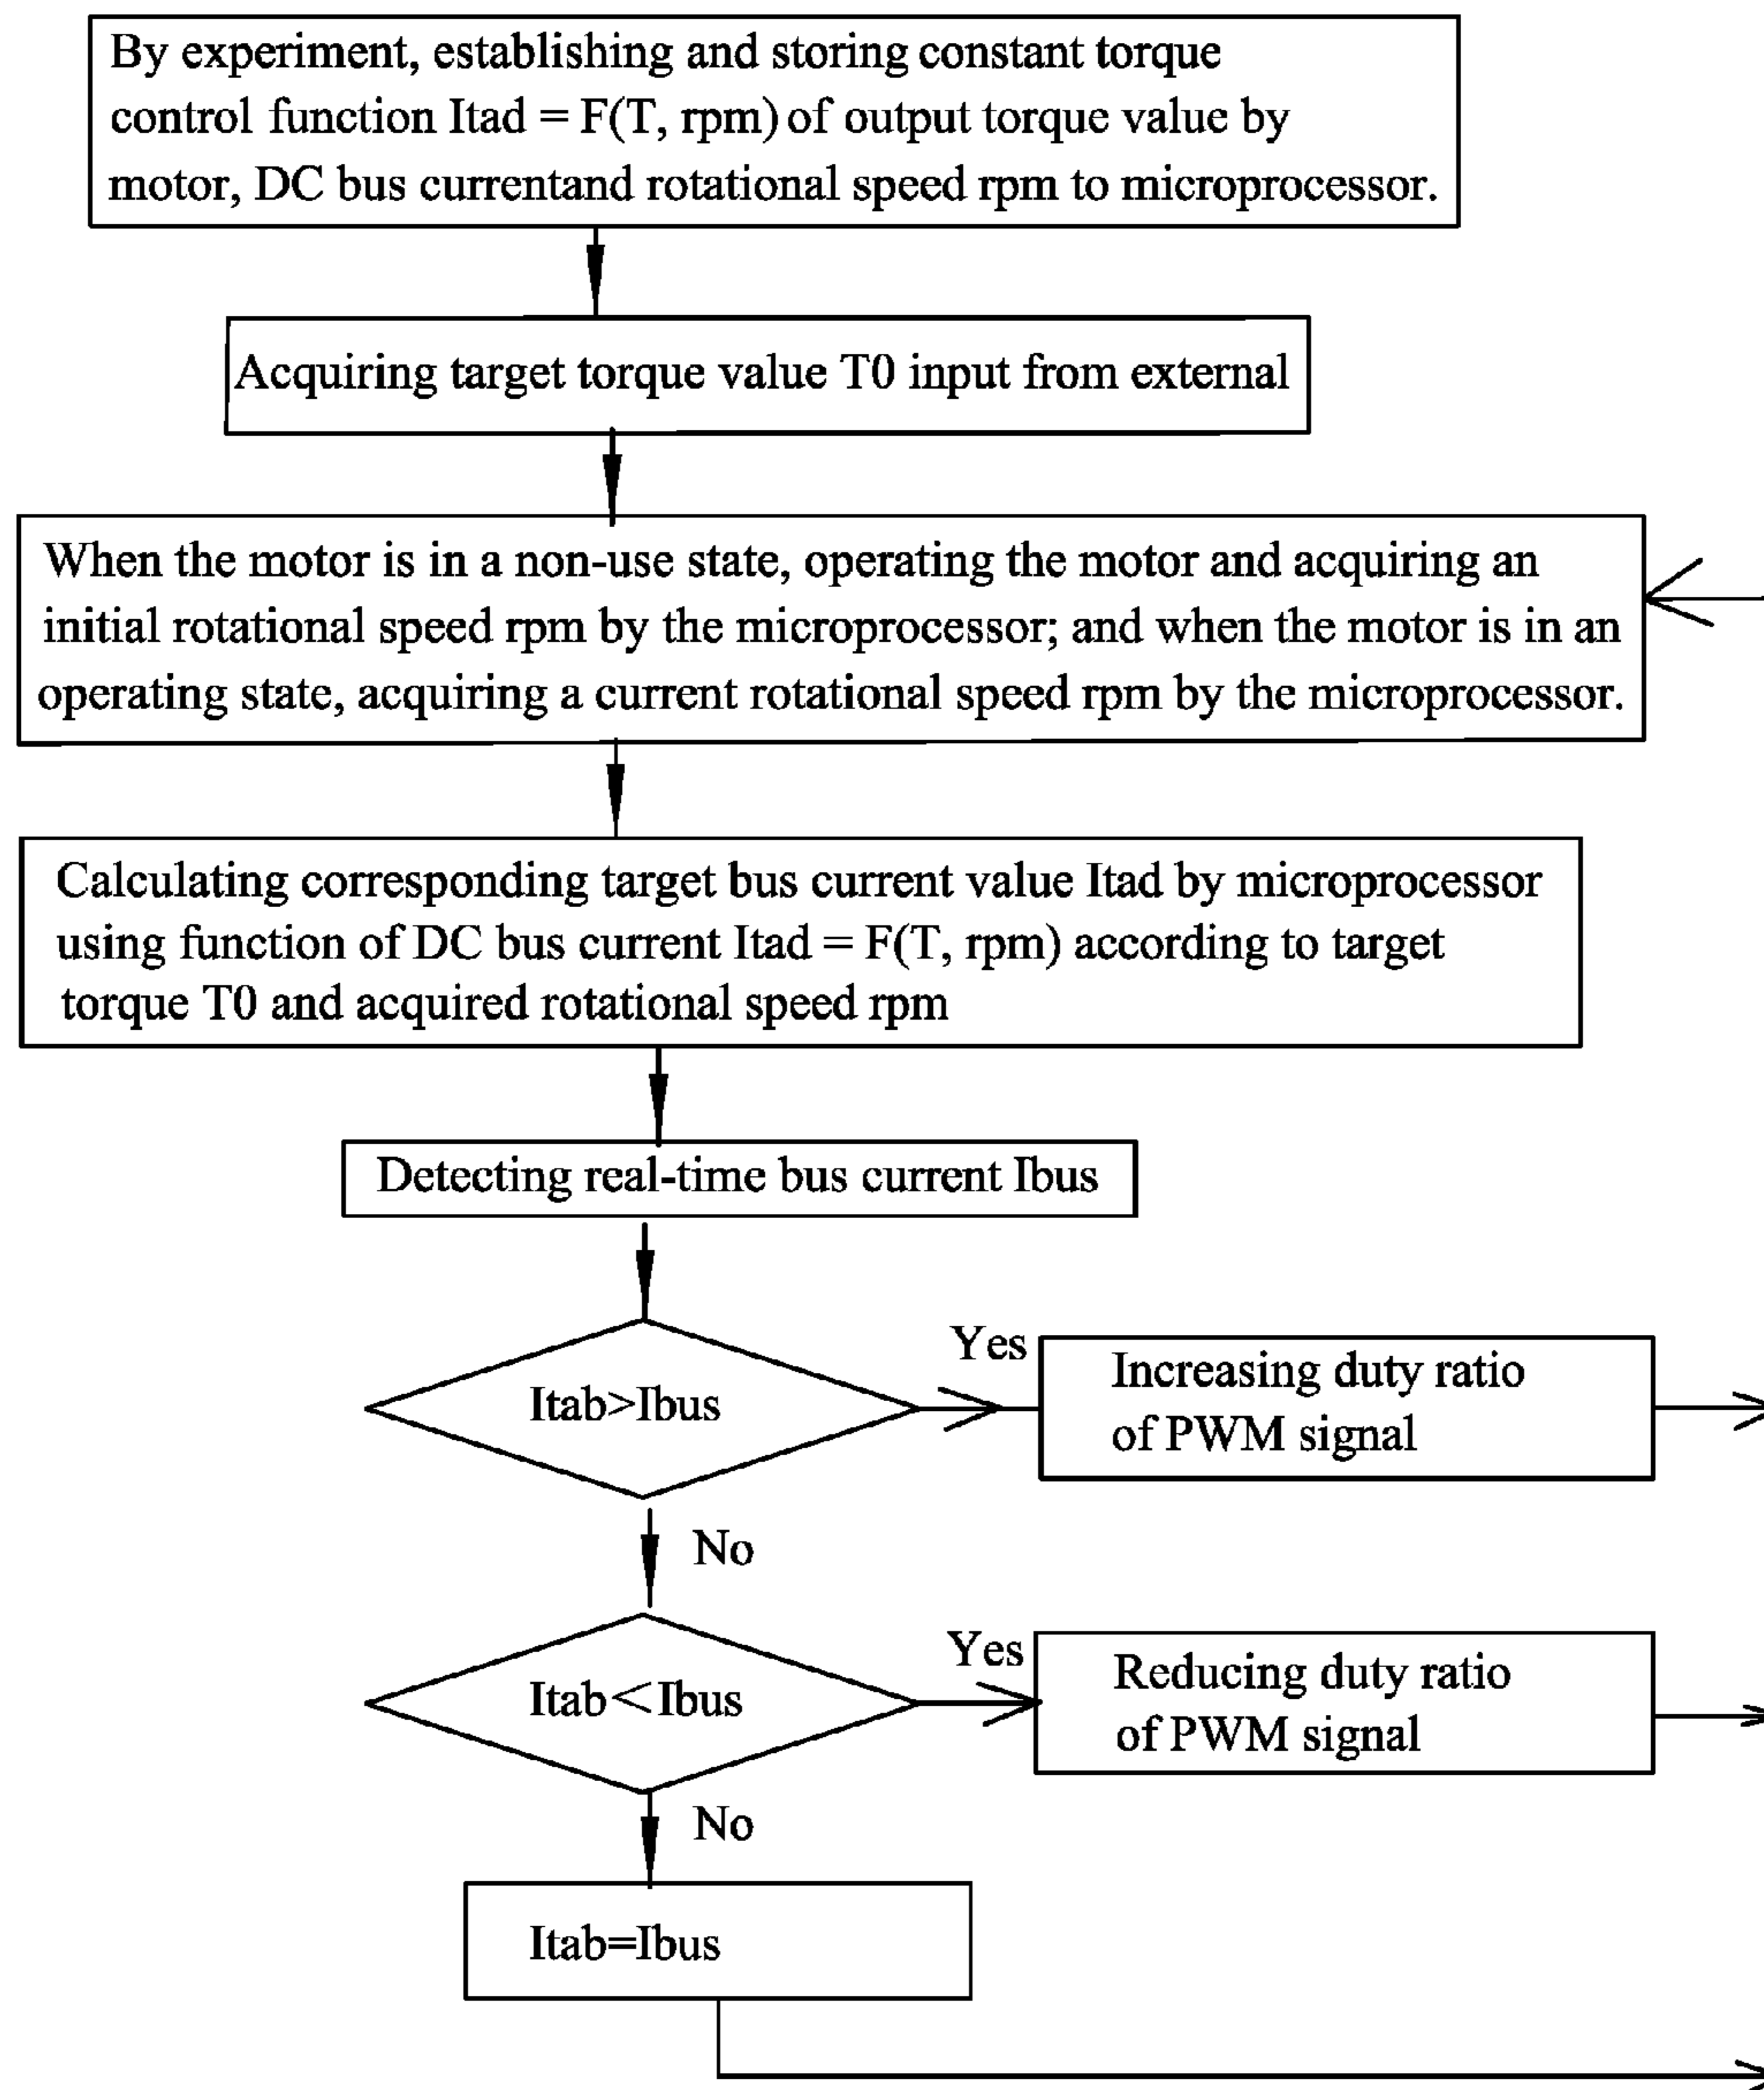 By experiment, establishing and storing constant torque
control function Itad = F(T, rpm) of output torque value by
motor, DC bus currentand rotational speed rpm to microprocessor.
Acquiring target torque value T0 input from external
When the motor is in a non-use state, operating the motor and acquiring an
initial rotational speed rpm by the microprocessor; and when the motor is in an
operating state, acquiring a current rotational speed rpm by the microprocessor.
Calculating corresponding target bus current value Itad by microprocessor
using function of DC bus current Itad = F(T, rpm) according to target
torque T0 and acquired rotational speed rpm
Detecting real-time bus current Ibus
Itab>Ibus
Yes
Increasing duty ratio
of PWM signal
No
Itab<Ibus
Yes
Reducing duty ratio
of PWM signal
No
Itab=Ibus